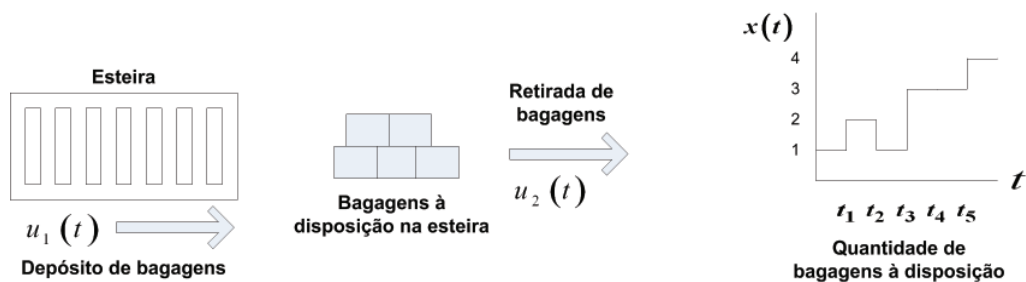 Esteira
u₁(t)
Depósito de bagagens
Bagagens à
disposição na esteira
Retirada de
bagagens
u₂(t)
x(t)
4
3
2
1
t
t₁ t₂ t₃ t₄ t₅
Quantidade de
bagagens à disposição